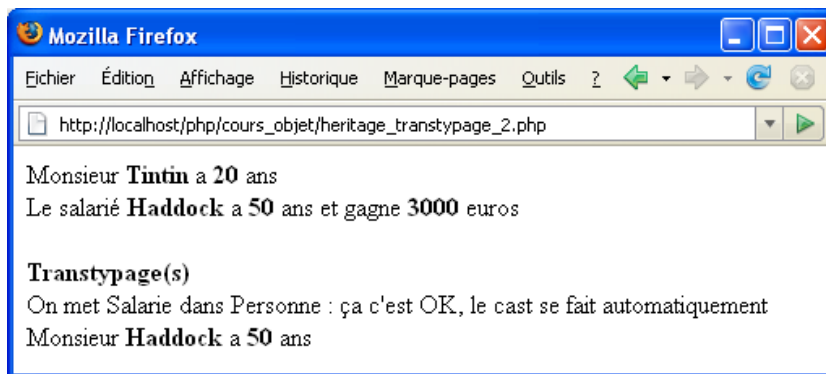 Mozilla Firefox
Fichier Édition Affichage Historique Marque-pages Outils ?
http://localhost/php/cours_objet/heritage_transtypage_2.php
Monsieur Tintin a 20 ans
Le salarié Haddock a 50 ans et gagne 3000 euros
Transtypage(s)
On met Salarie dans Personne : ça c'est OK, le cast se fait automatiquement
Monsieur Haddock a 50 ans